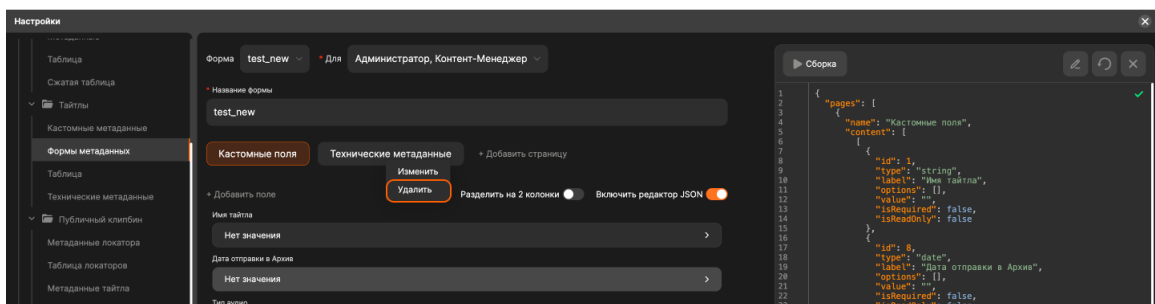 Настройки
Таблица
Сжатая таблица
Тайтлы
Кастомные метаданные
Формы метаданных
Таблица
Технические метаданные
Публичный клипбин
Метаданные локатора
Таблица локаторов
Метаданные тайтла
Форма test_new * Для Администратор, Контент-Менеджер
* Название формы
test_new
Кастомные поля Технические метаданные + Добавить страницу
Изменить
Удалить
+ Добавить поле Разделить на 2 колонки Включить редактор JSON
Имя тайтла
Нет значения
Дата отправки в Архив
Нет значения
Тип аудио
Сборка
1 {
2 "pages": [
3 {
4 "name": "Кастомные поля",
5 "content": [
6 [
7 {
8 "id": 1,
9 "type": "string",
10 "label": "Имя тайтла",
11 "options": [],
12 "value": "",
13 "isRequired": false,
14 "isReadOnly": false
15 },
16 {
17 "id": 8,
18 "type": "date",
19 "label": "Дата отправки в Архив",
20 "options": [],
21 "value": "",
22 "isRequired": false,